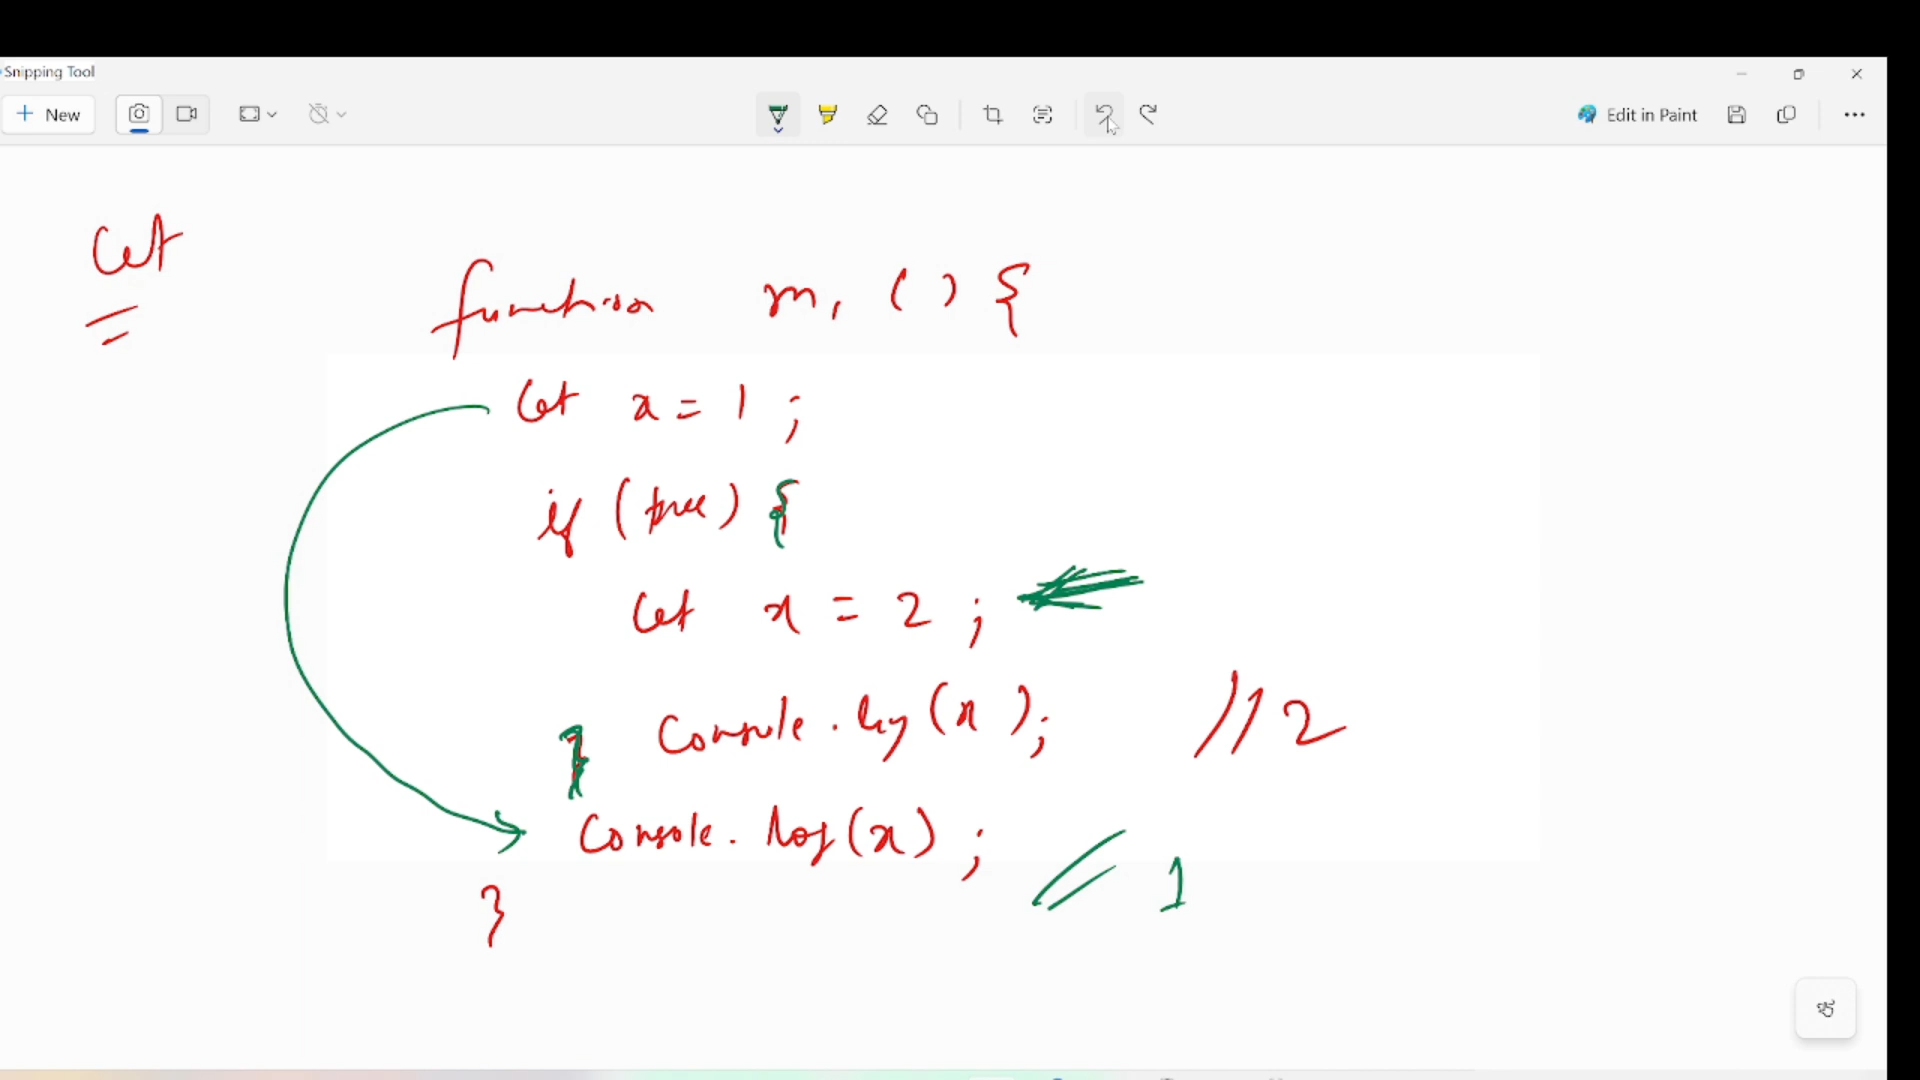 Snipping Tool
New
Edit in Paint
let
function m1 () {
let x = 1 ;
if (true) {
let x = 2 ;
console.log(x); //2
}
console.log(x) ; // 1
}